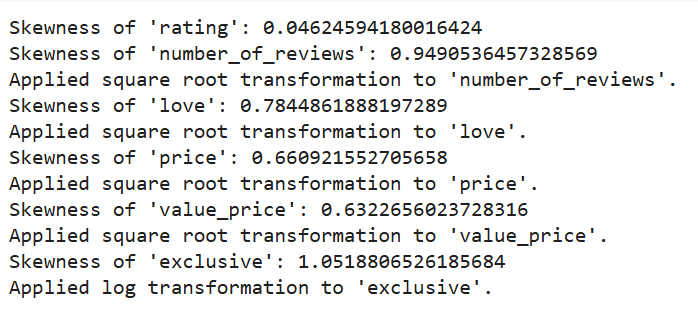 Skewness of 'rating': 0.04624594180016424
Skewness of 'number_of_reviews': 0.9490536457328569
Applied square root transformation to 'number_of_reviews'.
Skewness of 'love': 0.7844861888197289
Applied square root transformation to 'love'.
Skewness of 'price': 0.660921552705658
Applied square root transformation to 'price'.
Skewness of 'value_price': 0.6322656023728316
Applied square root transformation to 'value_price'.
Skewness of 'exclusive': 1.0518806526185684
Applied log transformation to 'exclusive'.